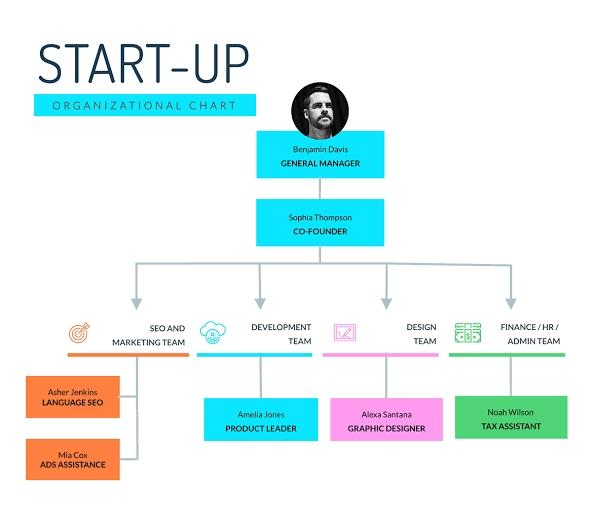 START-UP
ORGANIZATIONAL CHART
Benjamin Davis
GENERAL MANAGER
Sophia Thompson
CO-FOUNDER
SEO AND
MARKETING TEAM
DEVELOPMENT
TEAM
DESIGN
TEAM
FINANCE / HR /
ADMIN TEAM
Asher Jenkins
LANGUAGE SEO
Mia Cox
ADS ASSISTANCE
Amelia Jones
PRODUCT LEADER
Alexa Santana
GRAPHIC DESIGNER
Noah Wilson
TAX ASSISTANT